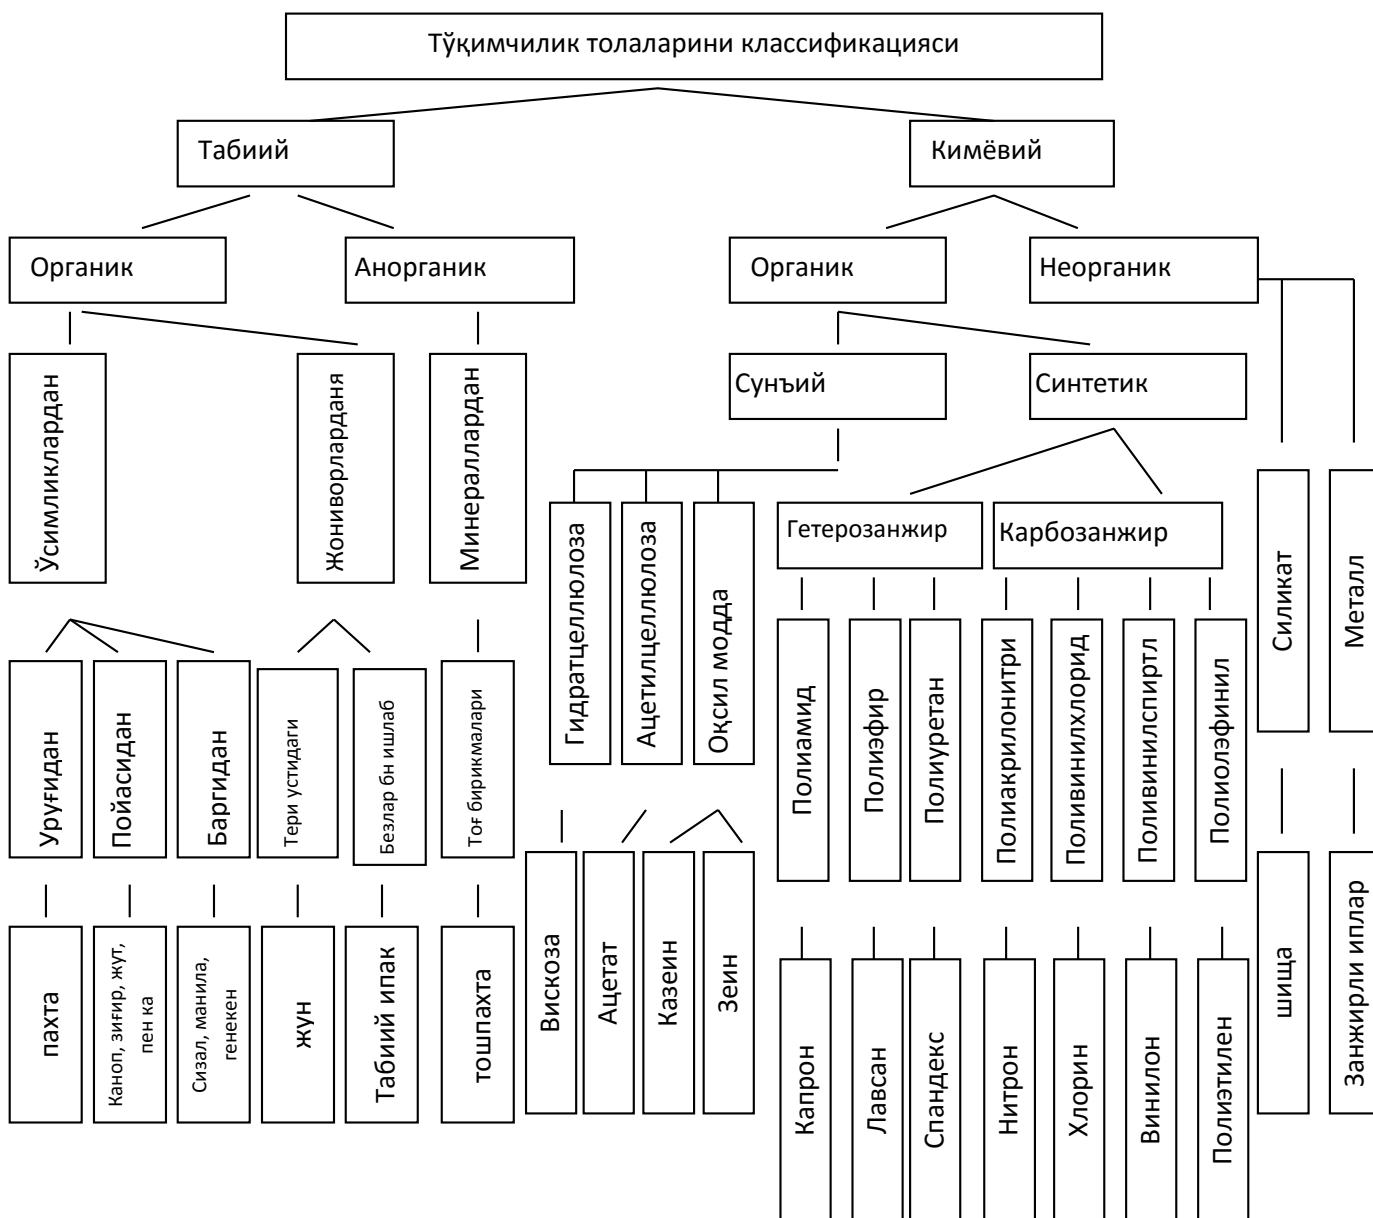 Тўқимчилик толаларини классификацияси
Табиий
Кимёвий
Органик
Анорганик
Органик
Неорганик
Ўсимликлардан
Жониворларданя
Минераллардан
Сунъий
Синтетик
Гидратцеллюлоза
Ацетилцеллюлоза
Оқсил модда
Гетерозанжир
Карбозанжир
Силикат
Металл
Уруғидан
Пойасидан
Баргидан
Тери устидаги
Безлар бн ишлаб
Тоғ бирикмалари
Полиамид
Полиэфир
Полиуретан
Полиакрилонитри
Поливинилхлорид
Поливинилспиртл
Полиолэфинил
пахта
Каноп, зиғир, жут,
пен ка
Сизал, манила,
генекен
жун
Табиий ипак
тошпахта
Вискоза
Ацетат
Казеин
Зеин
Капрон
Лавсан
Спандекс
Нитрон
Хлорин
Винилон
Полиэтилен
шища
Занжирли иплар